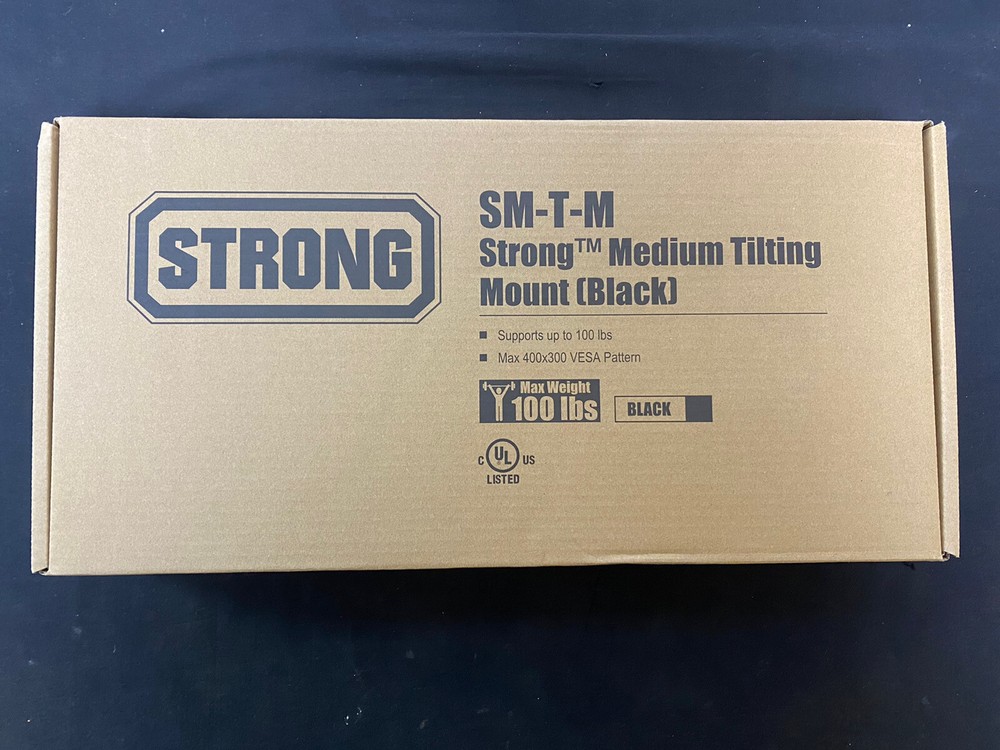 STRONG
SM-T-M
Strong™ Medium Tilting
Mount (Black)
Supports up to 100 lbs
Max 400x300 VESA Pattern
Max Weight
100 lbs
BLACK
C UL US
LISTED